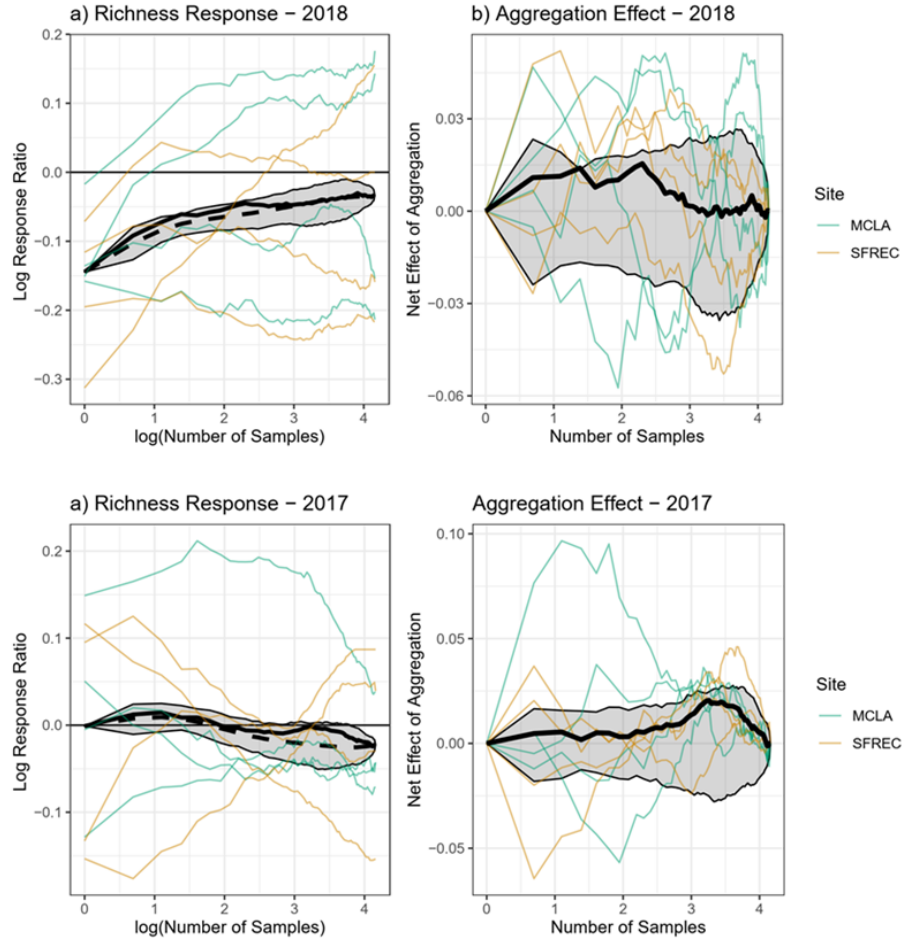 a) Richness Response − 2018
b) Aggregation Effect − 2018
0.2
0.1
0.0
−0.1
−0.2
−0.3
Log Response Ratio
0
1
2
3
4
log(Number of Samples)
0.03
0.00
−0.03
−0.06
Net Effect of Aggregation
0
1
2
3
4
Number of Samples
Site
MCLA
SFREC
a) Richness Response − 2017
Aggregation Effect − 2017
0.2
0.1
0.0
−0.1
Log Response Ratio
0
1
2
3
4
log(Number of Samples)
0.10
0.05
0.00
−0.05
Net Effect of Aggregation
0
1
2
3
4
Number of Samples
Site
MCLA
SFREC